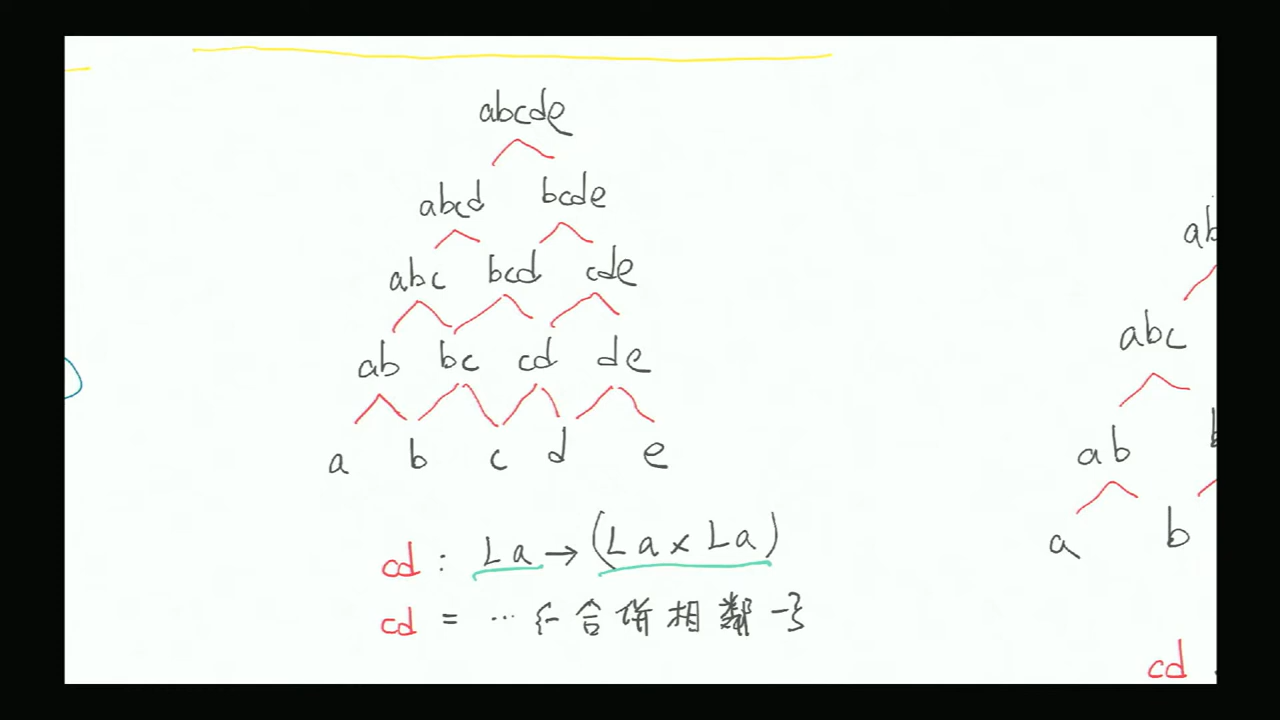 abcde
abcd bcde
abc bcd cde
ab bc cd de
a b c d e
cd : La → (La × La)
cd = … {- 合併相鄰 -}
ab
abc
ab
a b
cd